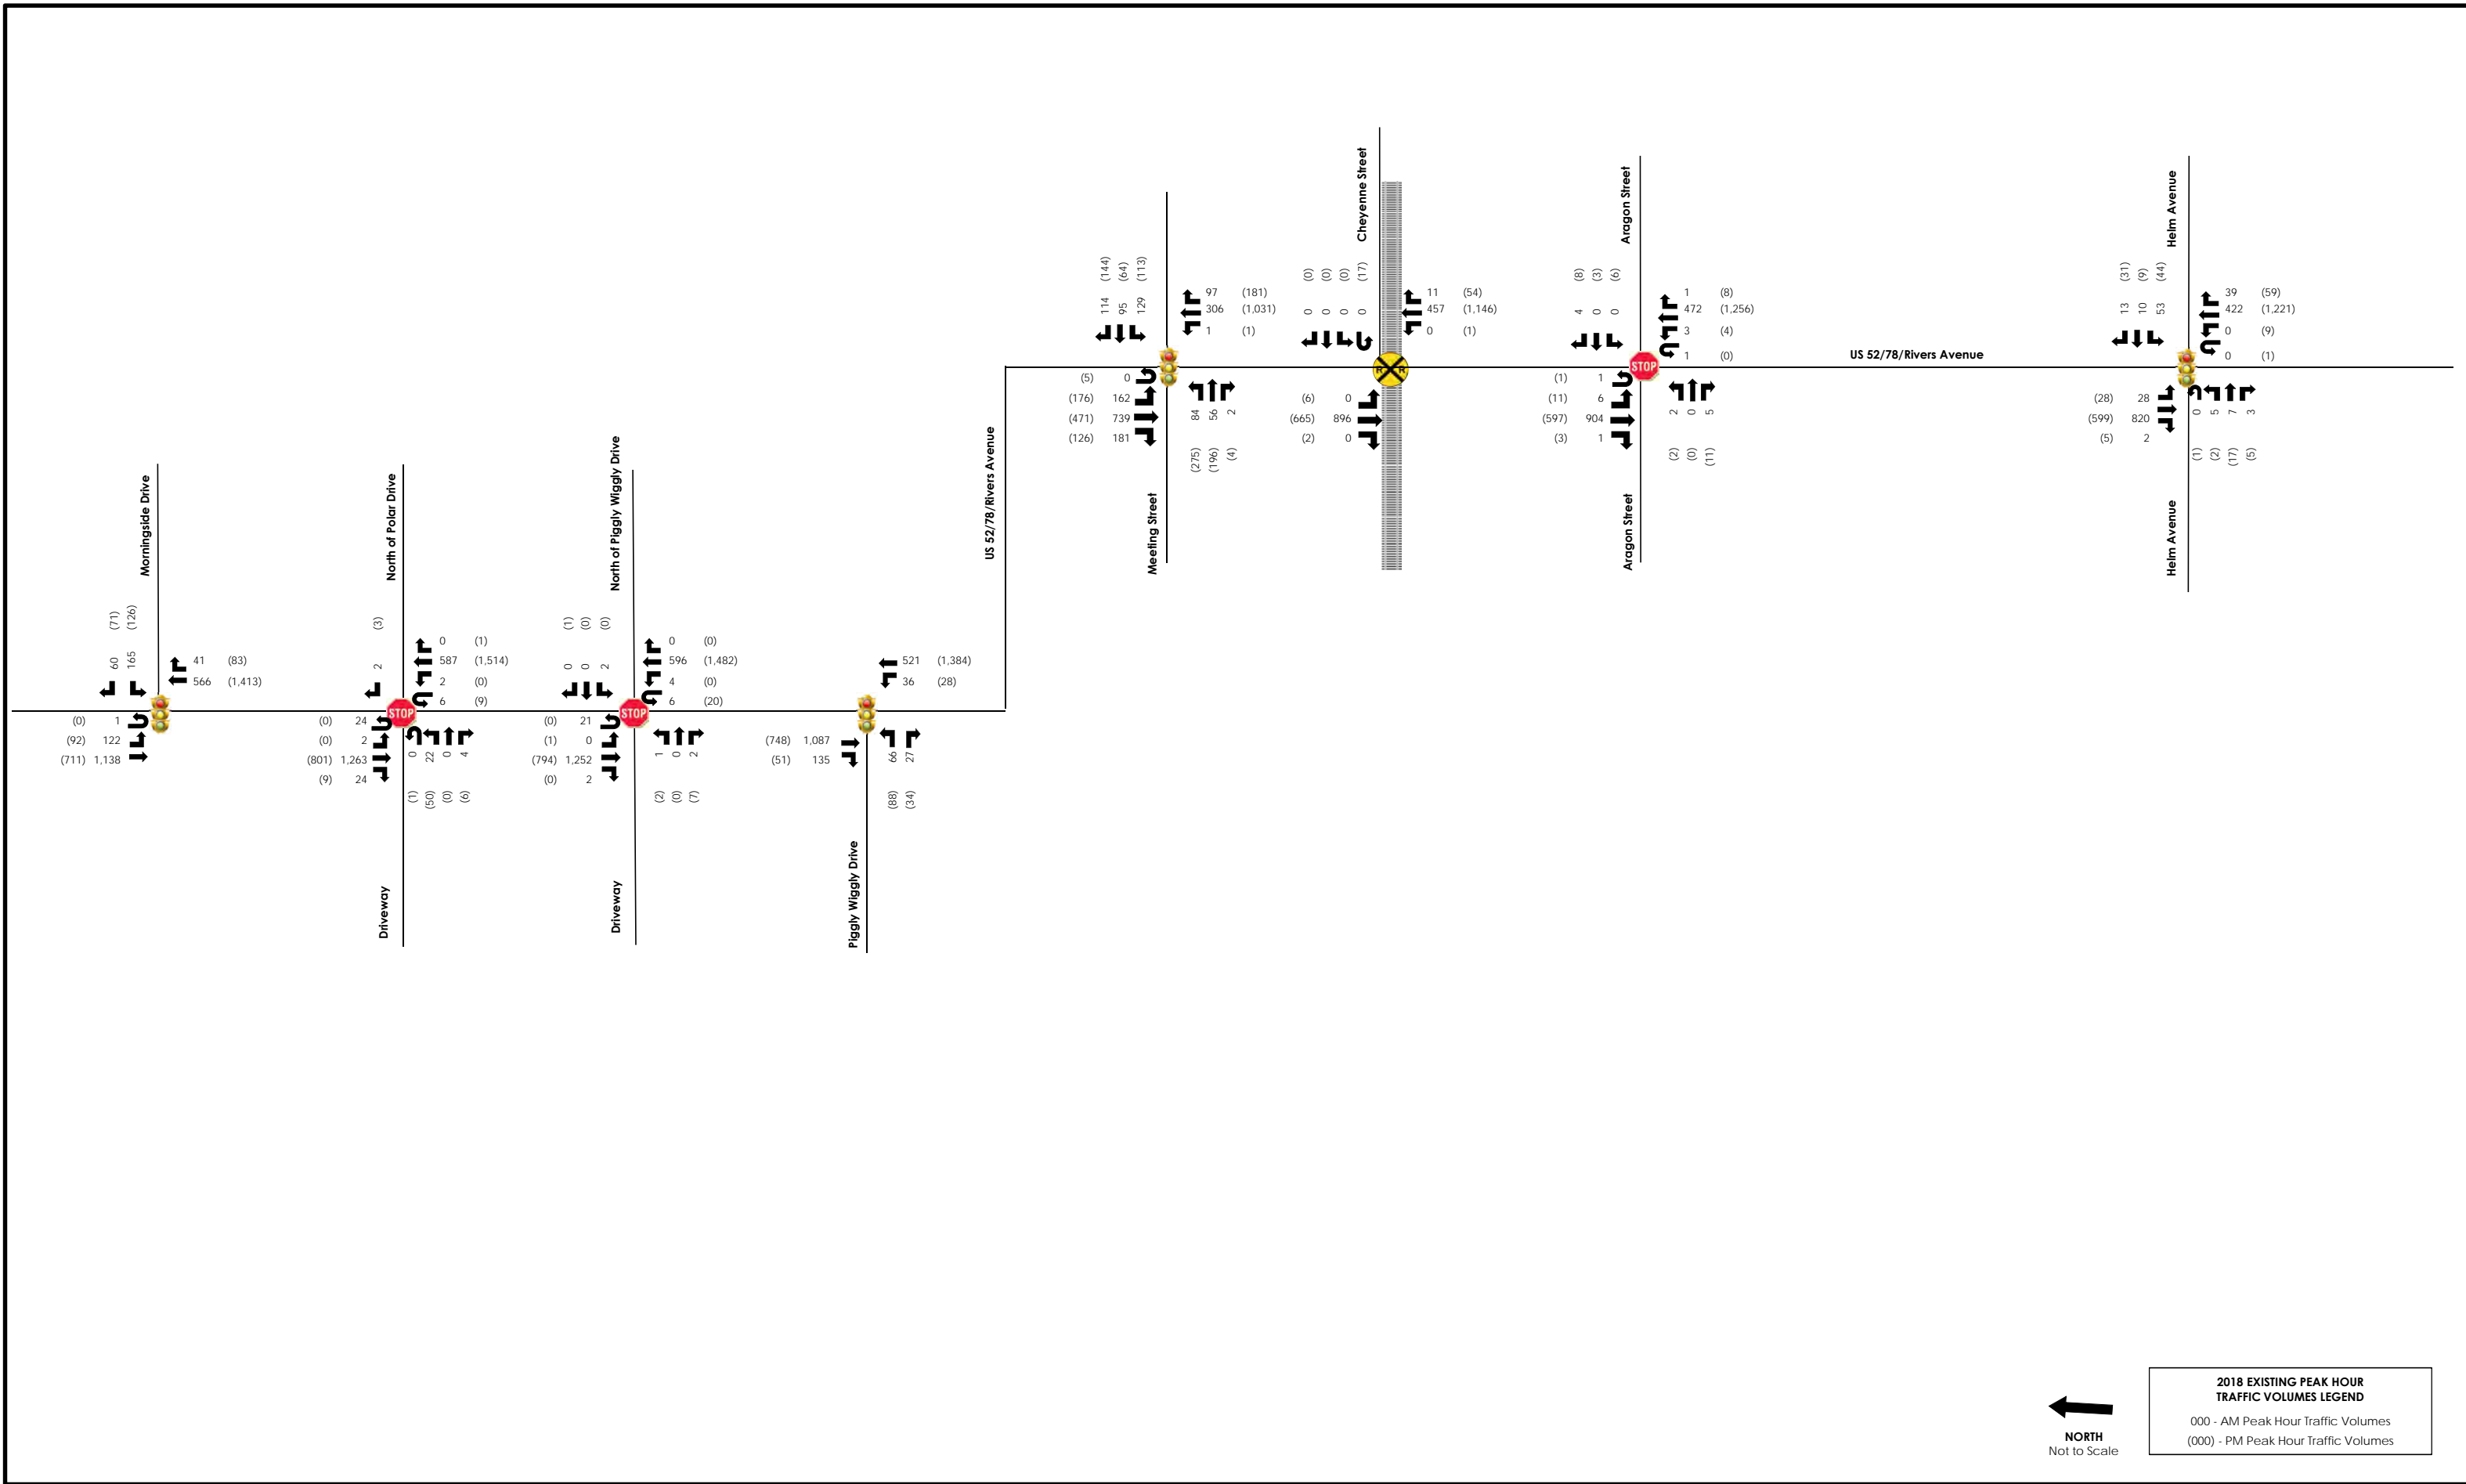 Cheyenne Street
Aragon Street
Helm Avenue
(144) (64) (113)
114 95 129
97 (181)
306 (1,031)
1 (1)
(0) (0) (0) (17)
0 0 0 0
11 (54)
457 (1,146)
0 (1)
(8) (3) (6)
4 0 0
1 (8)
472 (1,256)
3 (4)
1 (0)
US 52/78/Rivers Avenue
(31) (9) (44)
13 10 53
39 (59)
422 (1,221)
0 (9)
0 (1)
R R
STOP
(5) 0
(176) 162
(471) 739
(126) 181
84 56 2
(275) (196) (4)
(6) 0
(665) 896
(2) 0
(1) 1
(11) 6
(597) 904
(3) 1
2 0 5
(2) (0) (11)
(28) 28
(599) 820
(5) 2
0 5 7 3
(1) (2) (17) (5)
US 52/78/Rivers Avenue
Meeting Street
Aragon Street
Helm Avenue
Morningside Drive
North of Polar Drive
North of Piggly Wiggly Drive
(71) (126)
60 165
41 (83)
566 (1,413)
(3)
2
0 (1)
587 (1,514)
2 (0)
6 (9)
(1) (0) (0)
0 0 2
0 (0)
596 (1,482)
4 (0)
6 (20)
521 (1,384)
36 (28)
STOP
STOP
(0) 1
(92) 122
(711) 1,138
(0) 24
(0) 2
(801) 1,263
(9) 24
0 22 0 4
(1) (50) (0) (6)
(0) 21
(1) 0
(794) 1,252
(0) 2
1 0 2
(2) (0) (7)
(748) 1,087
(51) 135
66 27
(88) (34)
Driveway
Driveway
Piggly Wiggly Drive
NORTH
Not to Scale
2018 EXISTING PEAK HOUR
TRAFFIC VOLUMES LEGEND
000 - AM Peak Hour Traffic Volumes
(000) - PM Peak Hour Traffic Volumes